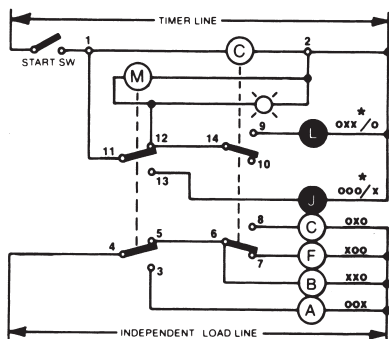 TIMER LINE
1 C 2
START SW
M
12 14 9 L OXX/O *
11 10
13 J OOO/X *
8 C OXO
4 5 6 7 F XOO
B XXO
3 A OOX
INDEPENDENT LOAD LINE